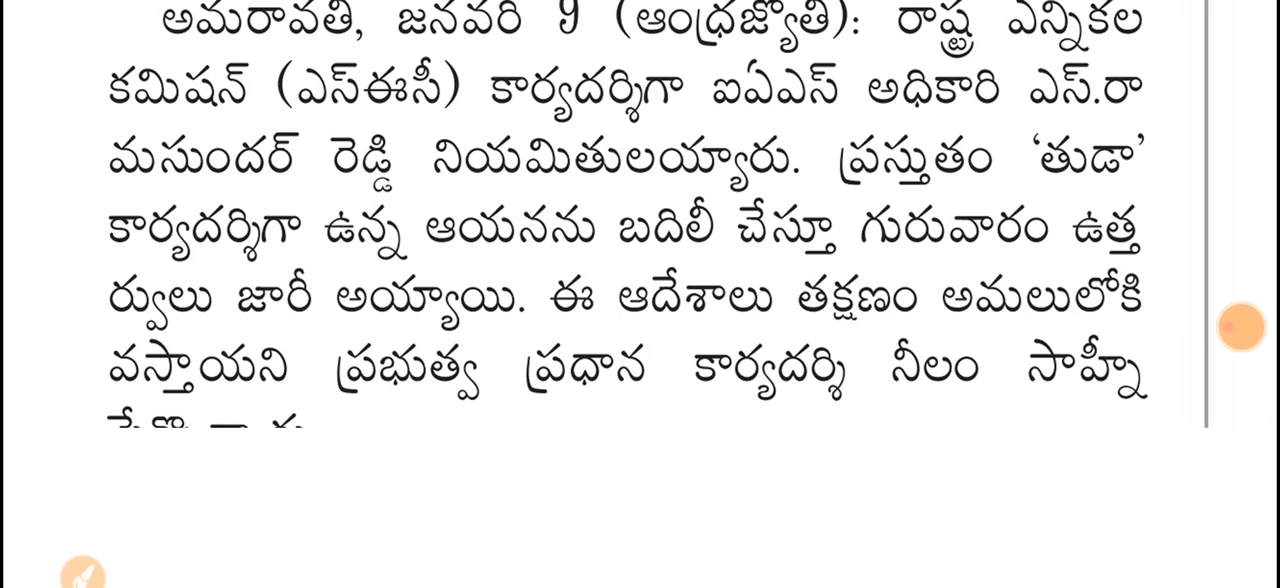 అమరావతి, జనవరి 9 (ఆంధ్రజ్యోతి): రాష్ట్ర ఎన్నికల
కమిషన్ (ఎస్ఈసీ) కార్యదర్శిగా ఐఏఎస్ అధికారి ఎస్.రా
మసుందర్ రెడ్డి నియమితులయ్యారు. ప్రస్తుతం ‘తుడా’
కార్యదర్శిగా ఉన్న ఆయనను బదిలీ చేస్తూ గురువారం ఉత్త
ర్వులు జారీ అయ్యాయి. ఈ ఆదేశాలు తక్షణం అమలులోకి
వస్తాయని ప్రభుత్వ ప్రధాన కార్యదర్శి నీలం సాహ్నీ